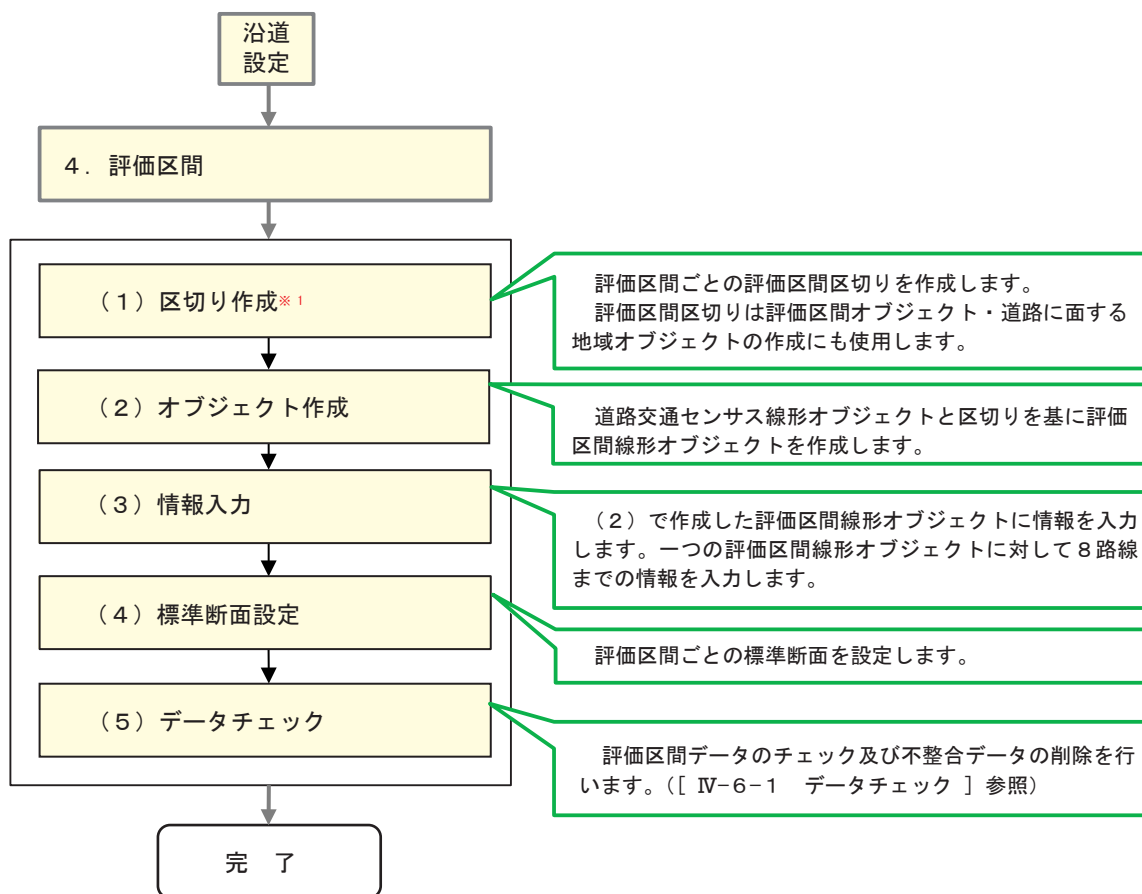 沿道
設定
４．評価区間
（１）区切り作成※１
評価区間ごとの評価区間区切りを作成します。
評価区間区切りは評価区間オブジェクト・道路に面する
地域オブジェクトの作成にも使用します。
（２）オブジェクト作成
道路交通センサス線形オブジェクトと区切りを基に評価
区間線形オブジェクトを作成します。
（３）情報入力
（２）で作成した評価区間線形オブジェクトに情報を入力
します。一つの評価区間線形オブジェクトに対して８路線
までの情報を入力します。
（４）標準断面設定
評価区間ごとの標準断面を設定します。
（５）データチェック
評価区間データのチェック及び不整合データの削除を行
います。（[ Ⅳ-６-１　データチェック ] 参照）
完　了